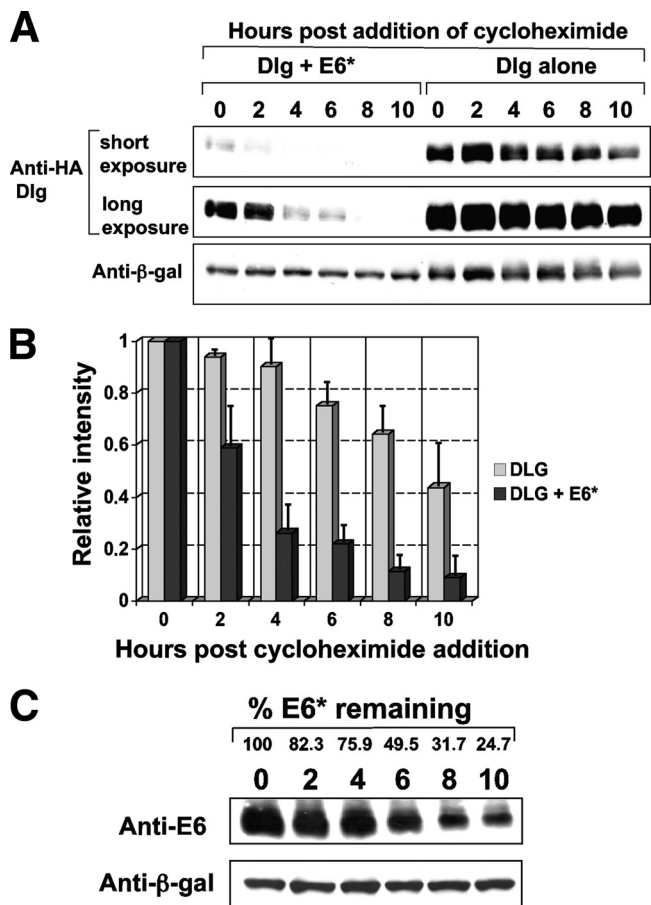 A
Hours post addition of cycloheximide
Dlg + E6* Dlg alone
0 2 4 6 8 10 0 2 4 6 8 10
Anti-HA
Dlg
short
exposure
long
exposure
Anti-β-gal
B
Relative intensity
1
0.8
0.6
0.4
0.2
0
0 2 4 6 8 10
Hours post cycloheximide addition
DLG
DLG + E6*
C
% E6* remaining
100 82.3 75.9 49.5 31.7 24.7
0 2 4 6 8 10
Anti-E6
Anti-β-gal